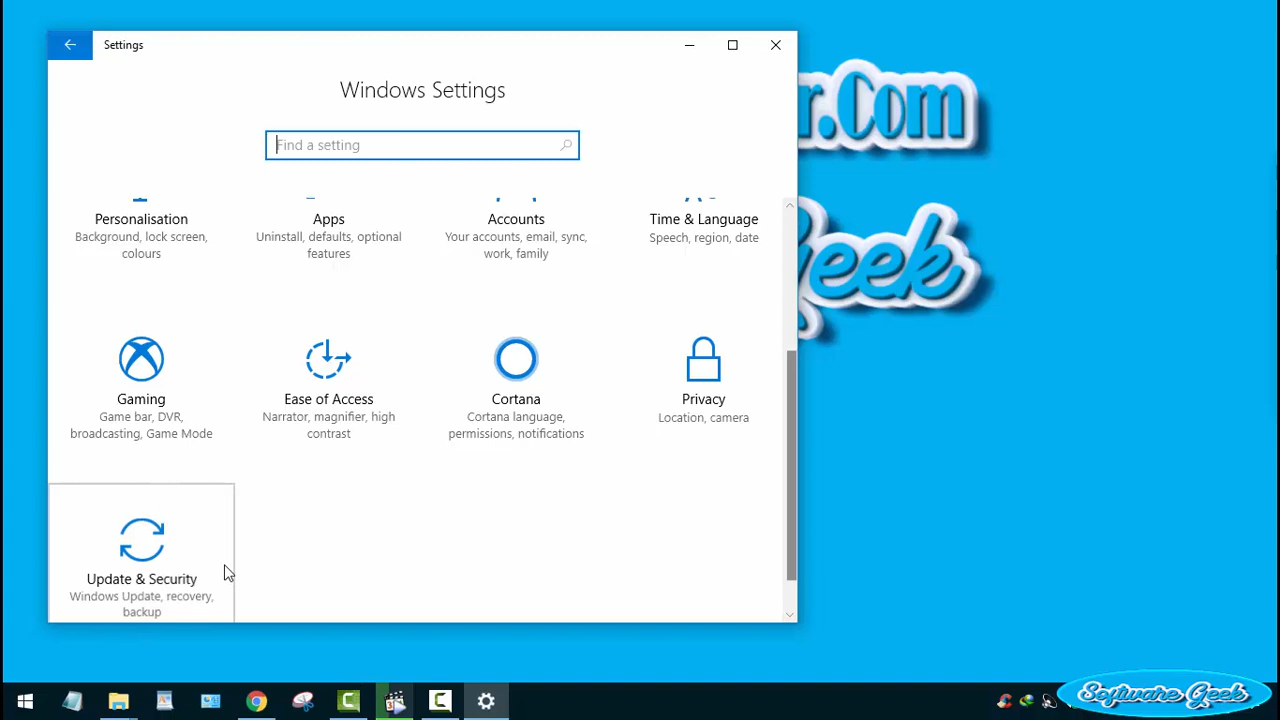 Settings
Windows Settings
Find a setting
r.Com
Geek
Personalisation
Background, lock screen,
colours
Apps
Uninstall, defaults, optional
features
Accounts
Your accounts, email, sync,
work, family
Time & Language
Speech, region, date
Gaming
Game bar, DVR,
broadcasting, Game Mode
Ease of Access
Narrator, magnifier, high
contrast
Cortana
Cortana language,
permissions, notifications
Privacy
Location, camera
Update & Security
Windows Update, recovery,
backup
Software Geek